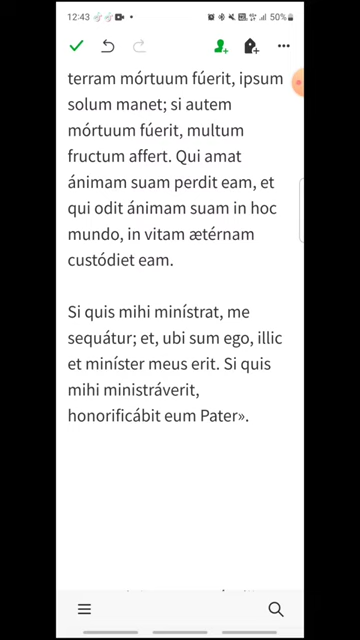 12:43
50%
terram mórtuum fúerit, ipsum
solum manet; si autem
mórtuum fúerit, multum
fructum affert. Qui amat
ánimam suam perdit eam, et
qui odit ánimam suam in hoc
mundo, in vitam ætérnam
custódiet eam.
Si quis mihi minístrat, me
sequátur; et, ubi sum ego, illic
et miníster meus erit. Si quis
mihi ministráverit,
honorificábit eum Pater».